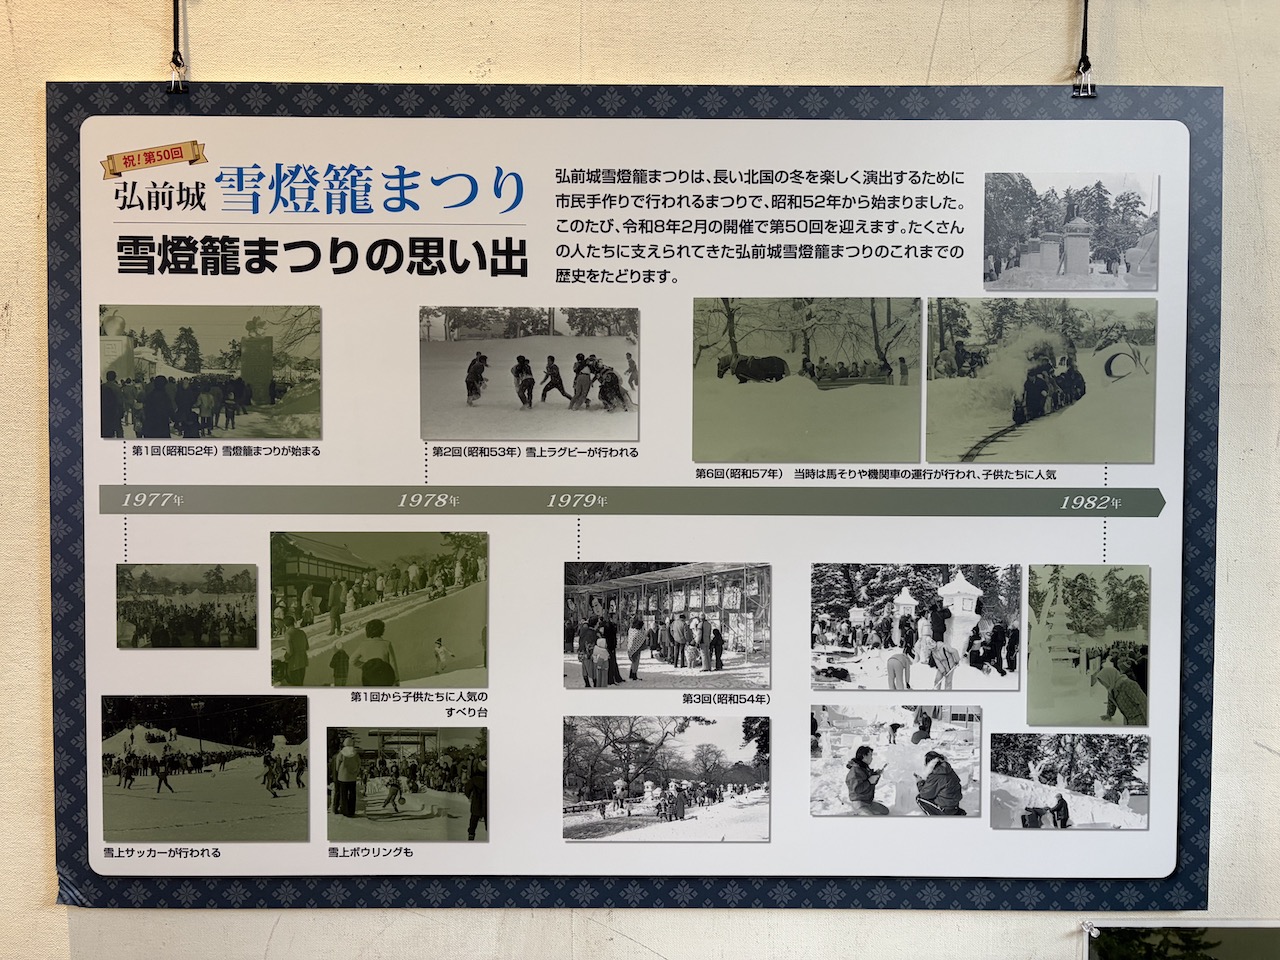 祝!第50回
弘前城 雪燈籠まつり
雪燈籠まつりの思い出
弘前城雪燈籠まつりは、長い北国の冬を楽しく演出するために
市民手作りで行われるまつりで、昭和52年から始まりました。
このたび、令和8年2月の開催で第50回を迎えます。たくさん
の人たちに支えられてきた弘前城雪燈籠まつりのこれまでの
歴史をたどります。
第1回(昭和52年) 雪燈籠まつりが始まる
第2回(昭和53年) 雪上ラグビーが行われる
第6回(昭和57年) 当時は馬そりや機関車の運行が行われ、子供たちに人気
1977年
1978年
1979年
1982年
第1回から子供たちに人気の
すべり台
第3回(昭和54年)
雪上サッカーが行われる
雪上ボウリングも